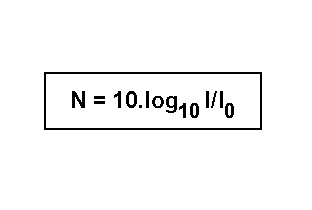 N = 10.log₁₀ I/I₀